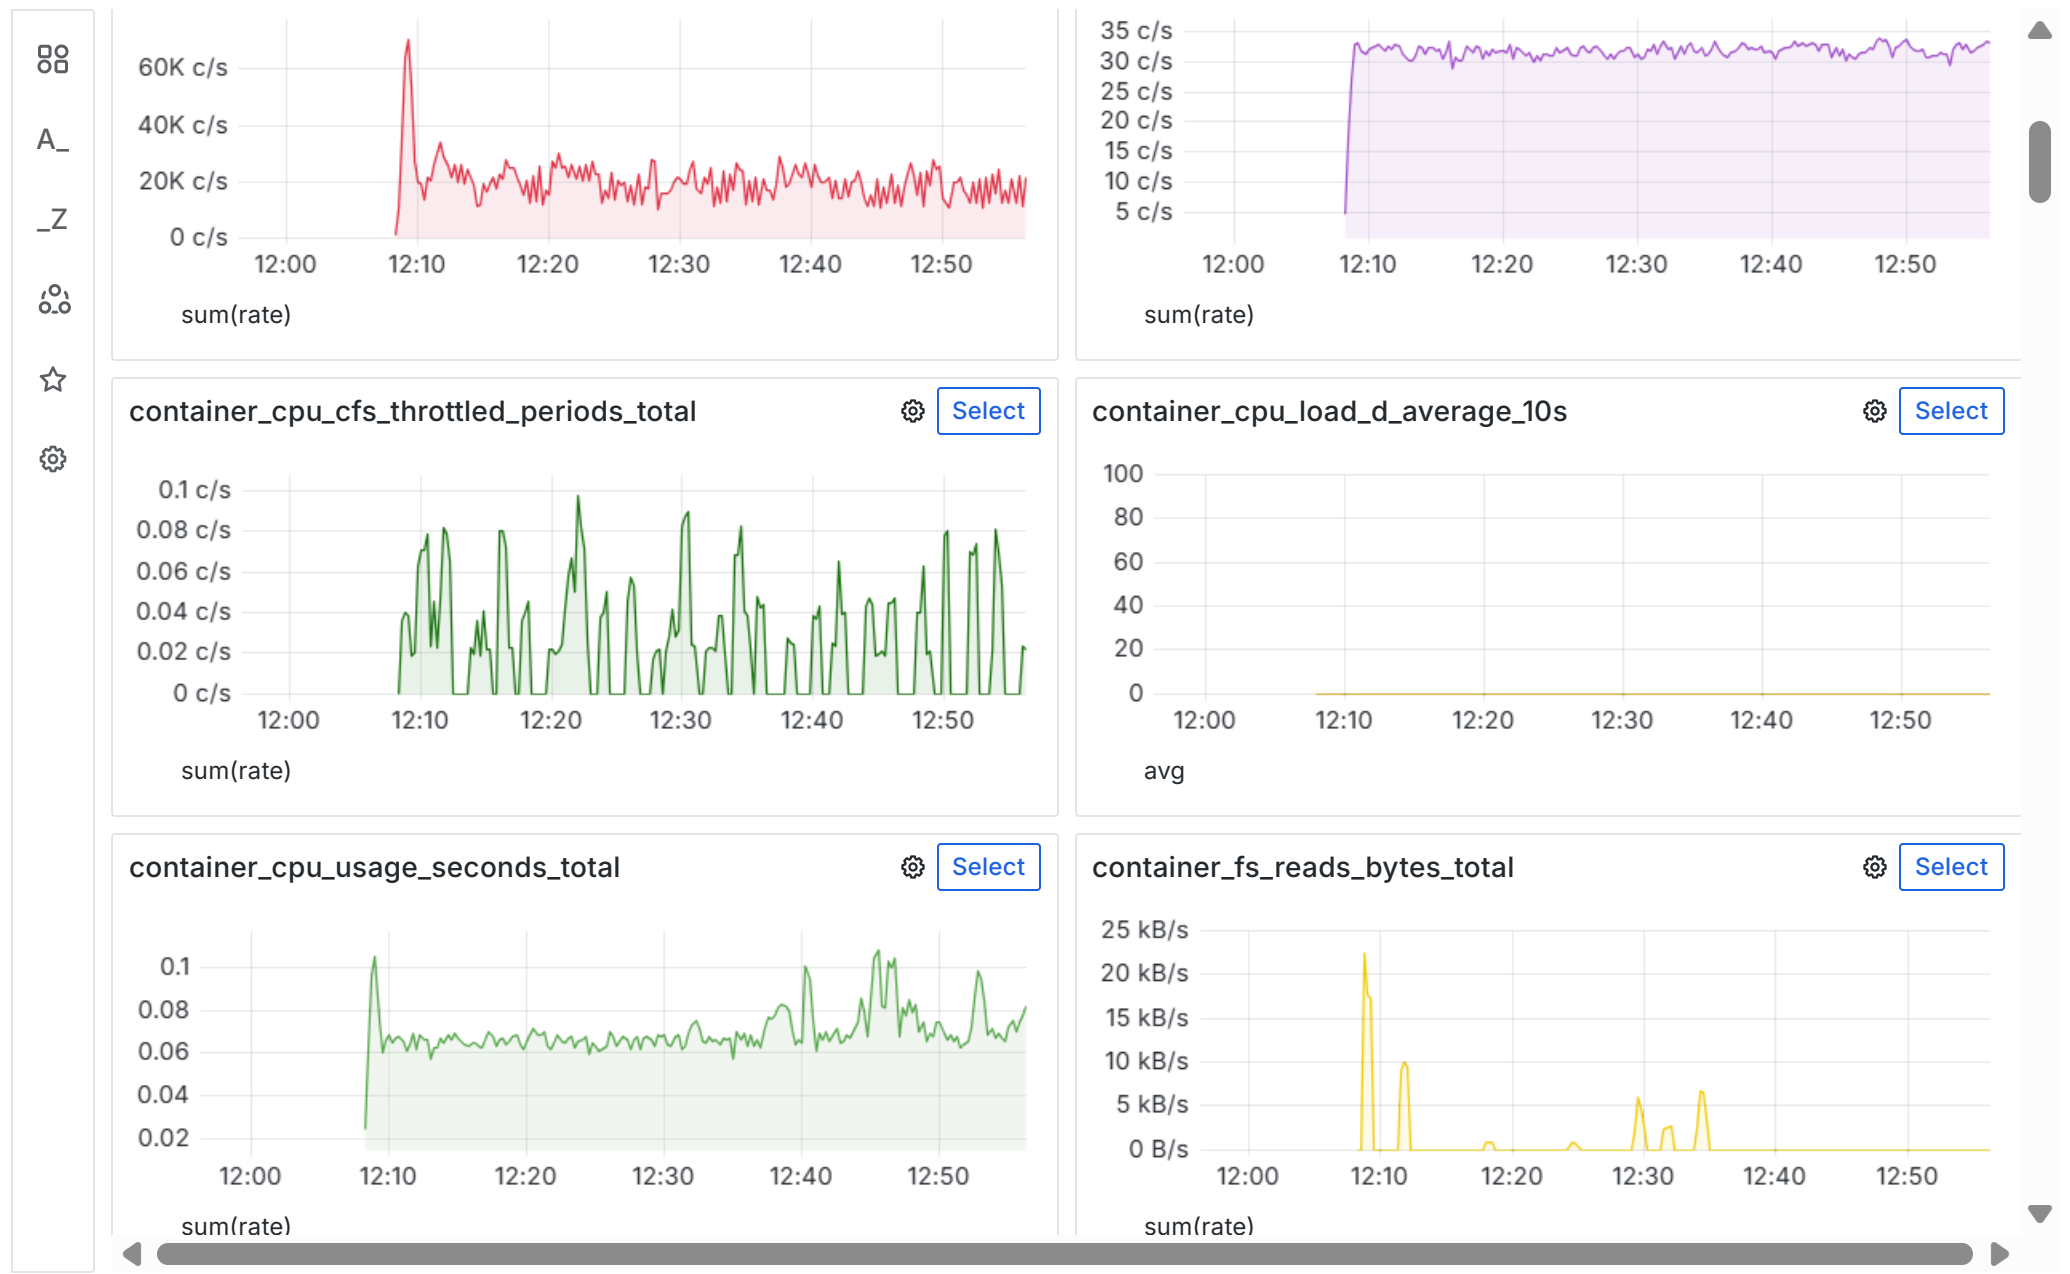 A_
_Z
60K c/s
40K c/s
20K c/s
0 c/s
12:00 12:10 12:20 12:30 12:40 12:50
sum(rate)
35 c/s
30 c/s
25 c/s
20 c/s
15 c/s
10 c/s
5 c/s
12:00 12:10 12:20 12:30 12:40 12:50
sum(rate)
container_cpu_cfs_throttled_periods_total Select
0.1 c/s
0.08 c/s
0.06 c/s
0.04 c/s
0.02 c/s
0 c/s
12:00 12:10 12:20 12:30 12:40 12:50
sum(rate)
container_cpu_load_d_average_10s Select
100
80
60
40
20
0
12:00 12:10 12:20 12:30 12:40 12:50
avg
container_cpu_usage_seconds_total Select
0.1
0.08
0.06
0.04
0.02
12:00 12:10 12:20 12:30 12:40 12:50
sum(rate)
container_fs_reads_bytes_total Select
25 kB/s
20 kB/s
15 kB/s
10 kB/s
5 kB/s
0 B/s
12:00 12:10 12:20 12:30 12:40 12:50
sum(rate)